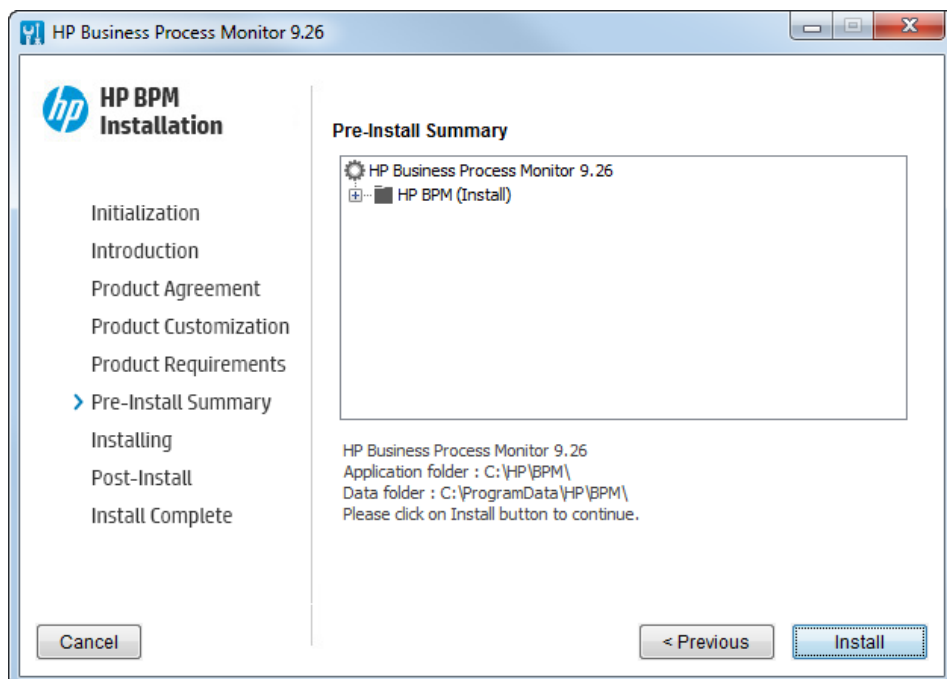 HP Business Process Monitor 9.26
hp
HP BPM
Installation
Initialization
Introduction
Product Agreement
Product Customization
Product Requirements
Pre-Install Summary
Installing
Post-Install
Install Complete
Pre-Install Summary
HP Business Process Monitor 9.26
HP BPM (Install)
HP Business Process Monitor 9.26
Application folder : C:\HP\BPM\
Data folder : C:\ProgramData\HP\BPM\
Please click on Install button to continue.
Cancel
< Previous
Install